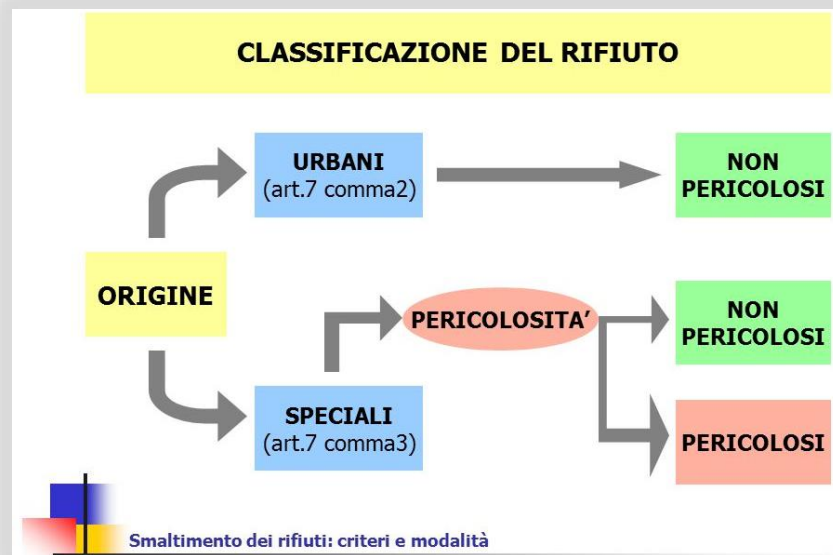 CLASSIFICAZIONE DEL RIFIUTO
URBANI
(art.7 comma2)
NON
PERICOLOSI
ORIGINE
PERICOLOSITA’
NON
PERICOLOSI
SPECIALI
(art.7 comma3)
PERICOLOSI
Smaltimento dei rifiuti: criteri e modalità